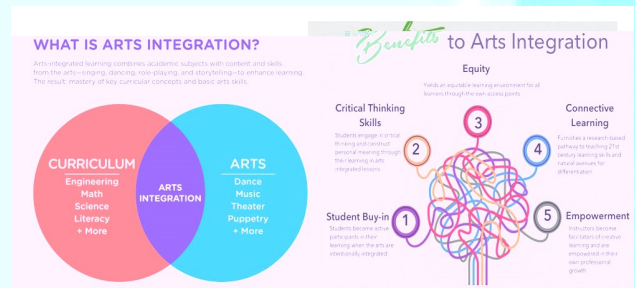 WHAT IS ARTS INTEGRATION?
Arts-integrated learning combines academic subjects with content and skills
from the arts—singing, dancing, role-playing, and storytelling—to enhance learning.
The result: mastery of key curricular concepts and basic arts skills.
CURRICULUM
Engineering
Math
Science
Literacy
+ More
ARTS
INTEGRATION
ARTS
Dance
Music
Theater
Puppetry
+ More
Benefits to Arts Integration
Equity
Yields an equitable learning environment for all
learners through their own access points
Critical Thinking
Skills
Students engage in critical
thinking and construct
personal meaning through
their learning in arts
integrated lessons
2
3
Connective
Learning
Furnishes a research based
pathway to teaching 21st
century learning skills and
natural avenues for
differentiation
4
Student Buy-in
Students become active
participants in their
learning when the arts are
intentionally integrated
1
5
Empowerment
Instructors become
facilitators of creative
learning and are
empowered in their
own professional
growth